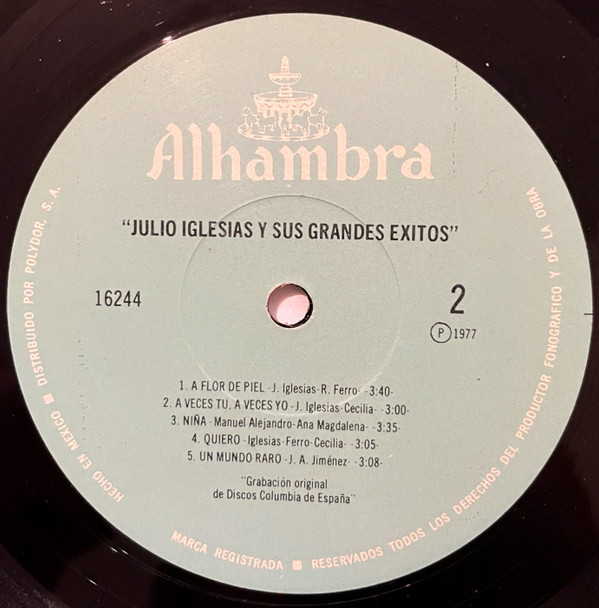 Alhambra
"JULIO IGLESIAS Y SUS GRANDES EXITOS"
16244
2
Ⓟ 1977
1. A FLOR DE PIEL -J. Iglesias-R. Ferro- -3:40-
2. A VECES TU, A VECES YO -J. Iglesias-Cecilia- -3:00-
3. NIÑA -Manuel Alejandro-Ana Magdalena- -3:35-
4. QUIERO -Iglesias-Ferro-Cecilia- -3:05-
5. UN MUNDO RARO -J. A. Jiménez- -3:08-
"Grabación original
de Discos Columbia de España"
HECHO EN MEXICO ■ DISTRIBUIDO POR POLYDOR, S. A.
MARCA REGISTRADA ■ RESERVADOS TODOS LOS DERECHOS DEL PRODUCTOR FONOGRAFICO Y DE LA OBRA